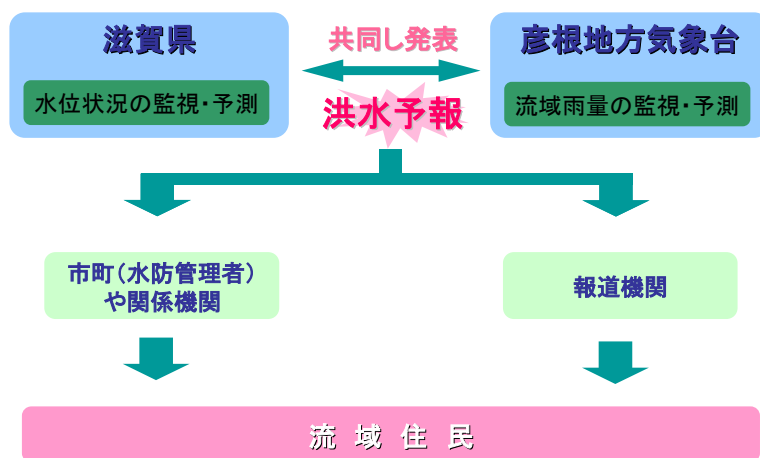 滋賀県
共同し発表
彦根地方気象台
水位状況の監視・予測
洪水予報
流域雨量の監視・予測
市町（水防管理者）
や関係機関
報道機関
流 域 住 民